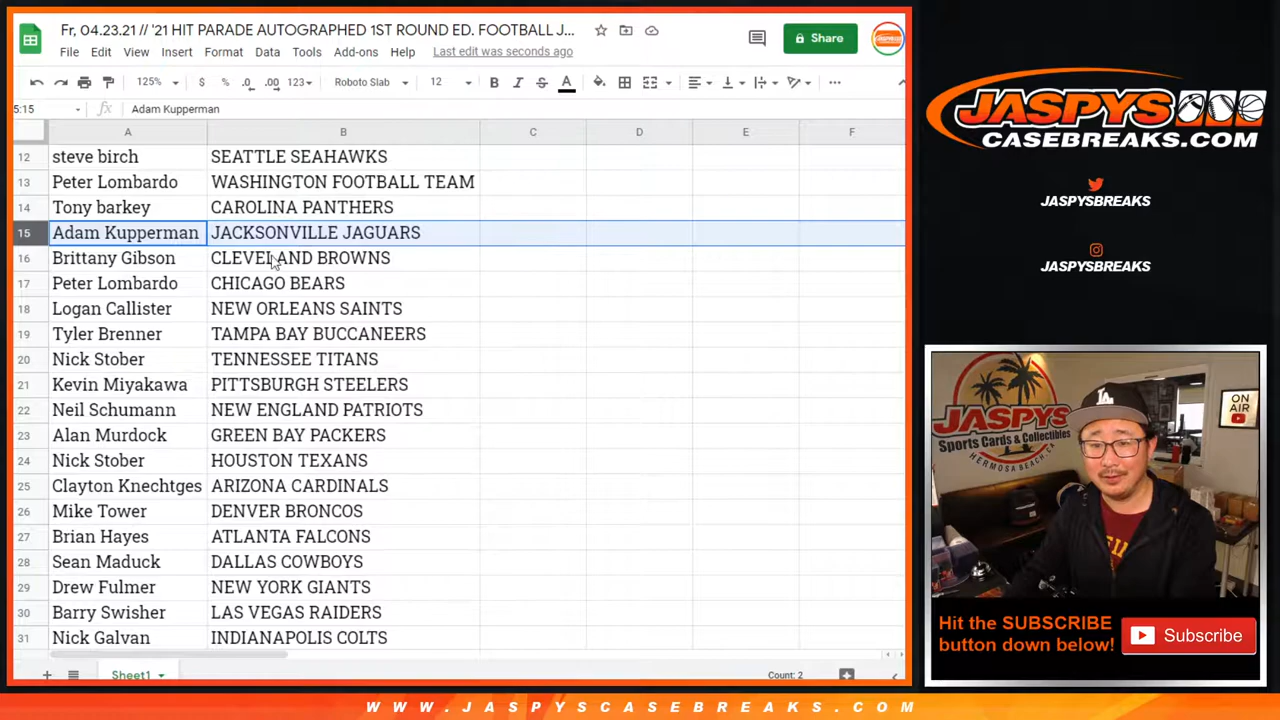 Fr, 04.23.21 // '21 HIT PARADE AUTOGRAPHED 1ST ROUND ED. FOOTBALL J...
File Edit View Insert Format Data Tools Add-ons Help Last edit was seconds ago
Share
125% $ % .0 .00 123 Roboto Slab 12 B I S A
5:15 fx Adam Kupperman
A B C D E F
12 steve birch SEATTLE SEAHAWKS
13 Peter Lombardo WASHINGTON FOOTBALL TEAM
14 Tony barkey CAROLINA PANTHERS
15 Adam Kupperman JACKSONVILLE JAGUARS
16 Brittany Gibson CLEVELAND BROWNS
17 Peter Lombardo CHICAGO BEARS
18 Logan Callister NEW ORLEANS SAINTS
19 Tyler Brenner TAMPA BAY BUCCANEERS
20 Nick Stober TENNESSEE TITANS
21 Kevin Miyakawa PITTSBURGH STEELERS
22 Neil Schumann NEW ENGLAND PATRIOTS
23 Alan Murdock GREEN BAY PACKERS
24 Nick Stober HOUSTON TEXANS
25 Clayton Knechtges ARIZONA CARDINALS
26 Mike Tower DENVER BRONCOS
27 Brian Hayes ATLANTA FALCONS
28 Sean Maduck DALLAS COWBOYS
29 Drew Fulmer NEW YORK GIANTS
30 Barry Swisher LAS VEGAS RAIDERS
31 Nick Galvan INDIANAPOLIS COLTS
Sheet1 Count: 2
JASPYS
CASEBREAKS.COM
JASPYSBREAKS
JASPYSBREAKS
JASPYS
Sports Cards & Collectibles
HERMOSA BEACH, CA
ON
AIR
LA
Hit the SUBSCRIBE
button down below!
Subscribe
WWW.JASPYSCASEBREAKS.COM